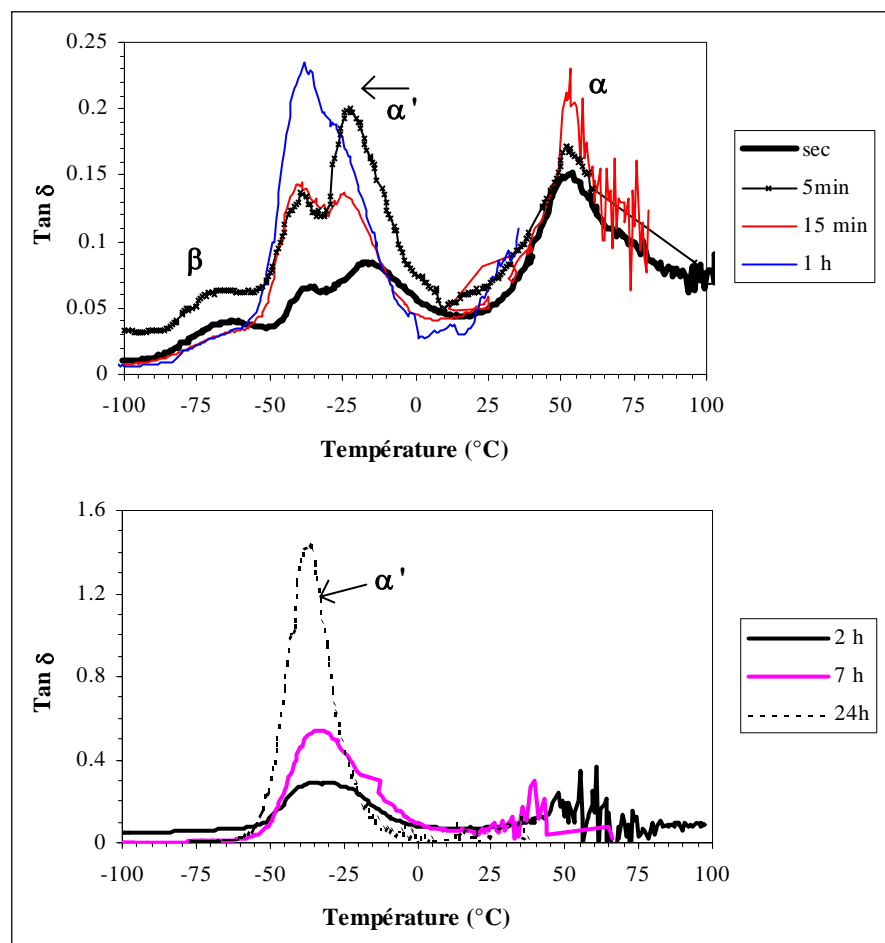 0.25
0.2
0.15
0.1
0.05
0
Tan δ
β
α'
α
-100 -75 -50 -25 0 25 50 75 100
Température (°C)
sec
5min
15 min
1 h
1.6
1.2
0.8
0.4
0
Tan δ
α'
-100 -75 -50 -25 0 25 50 75 100
Température (°C)
2 h
7 h
24h